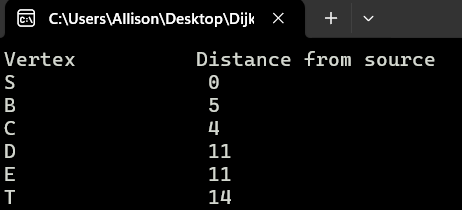 C:\Users\Allison\Desktop\Dijk
Vertex Distance from source
S 0
B 5
C 4
D 11
E 11
T 14